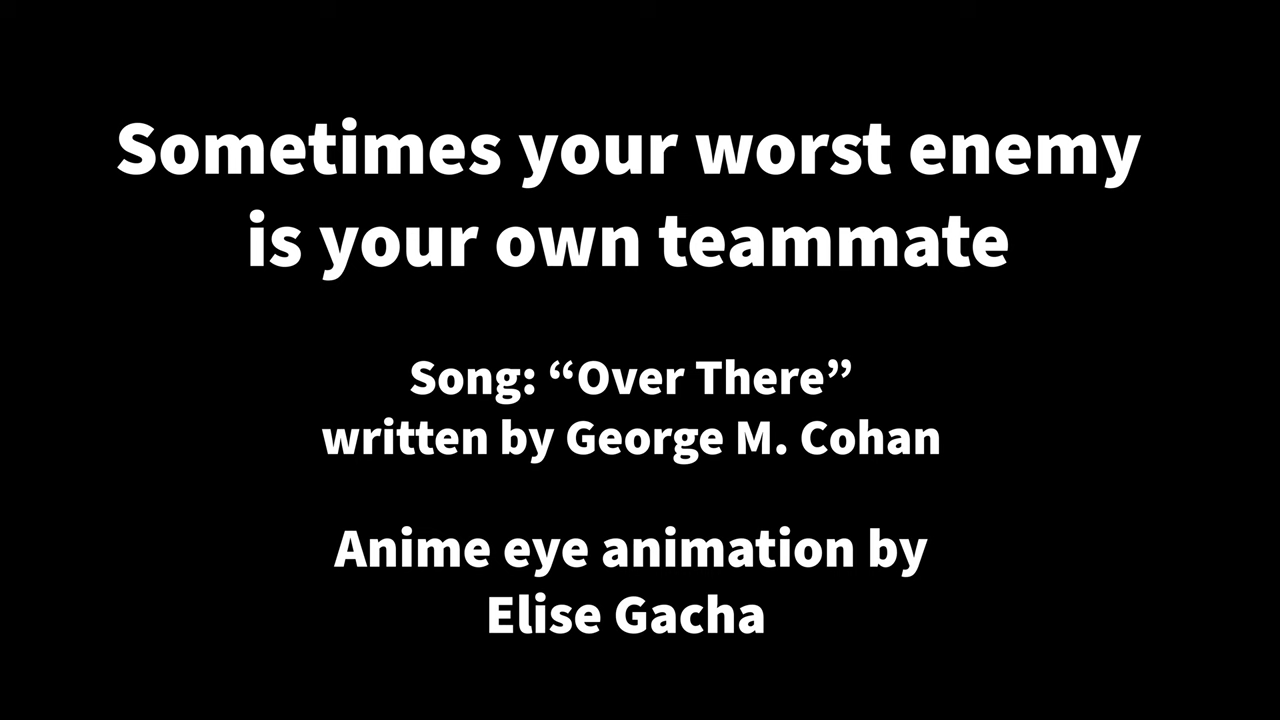 Sometimes your worst enemy
is your own teammate
Song: “Over There”
written by George M. Cohan
Anime eye animation by
Elise Gacha